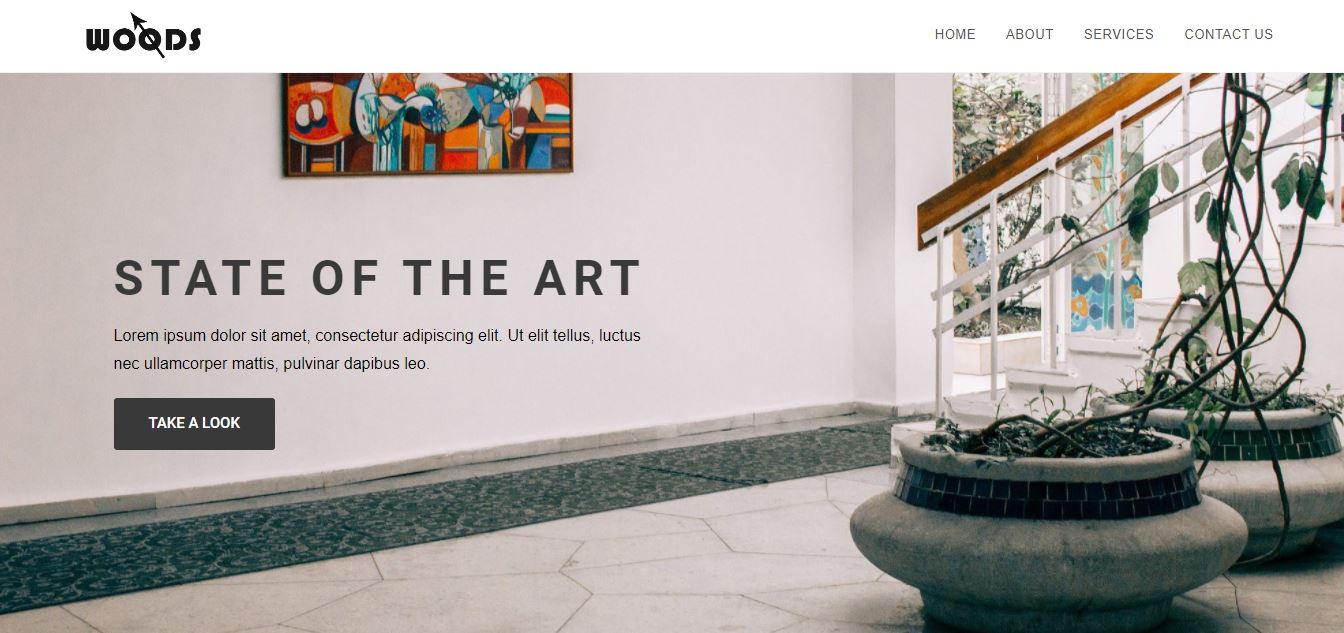 WOODS
HOME ABOUT SERVICES CONTACT US
STATE OF THE ART
Lorem ipsum dolor sit amet, consectetur adipiscing elit. Ut elit tellus, luctus
nec ullamcorper mattis, pulvinar dapibus leo.
TAKE A LOOK